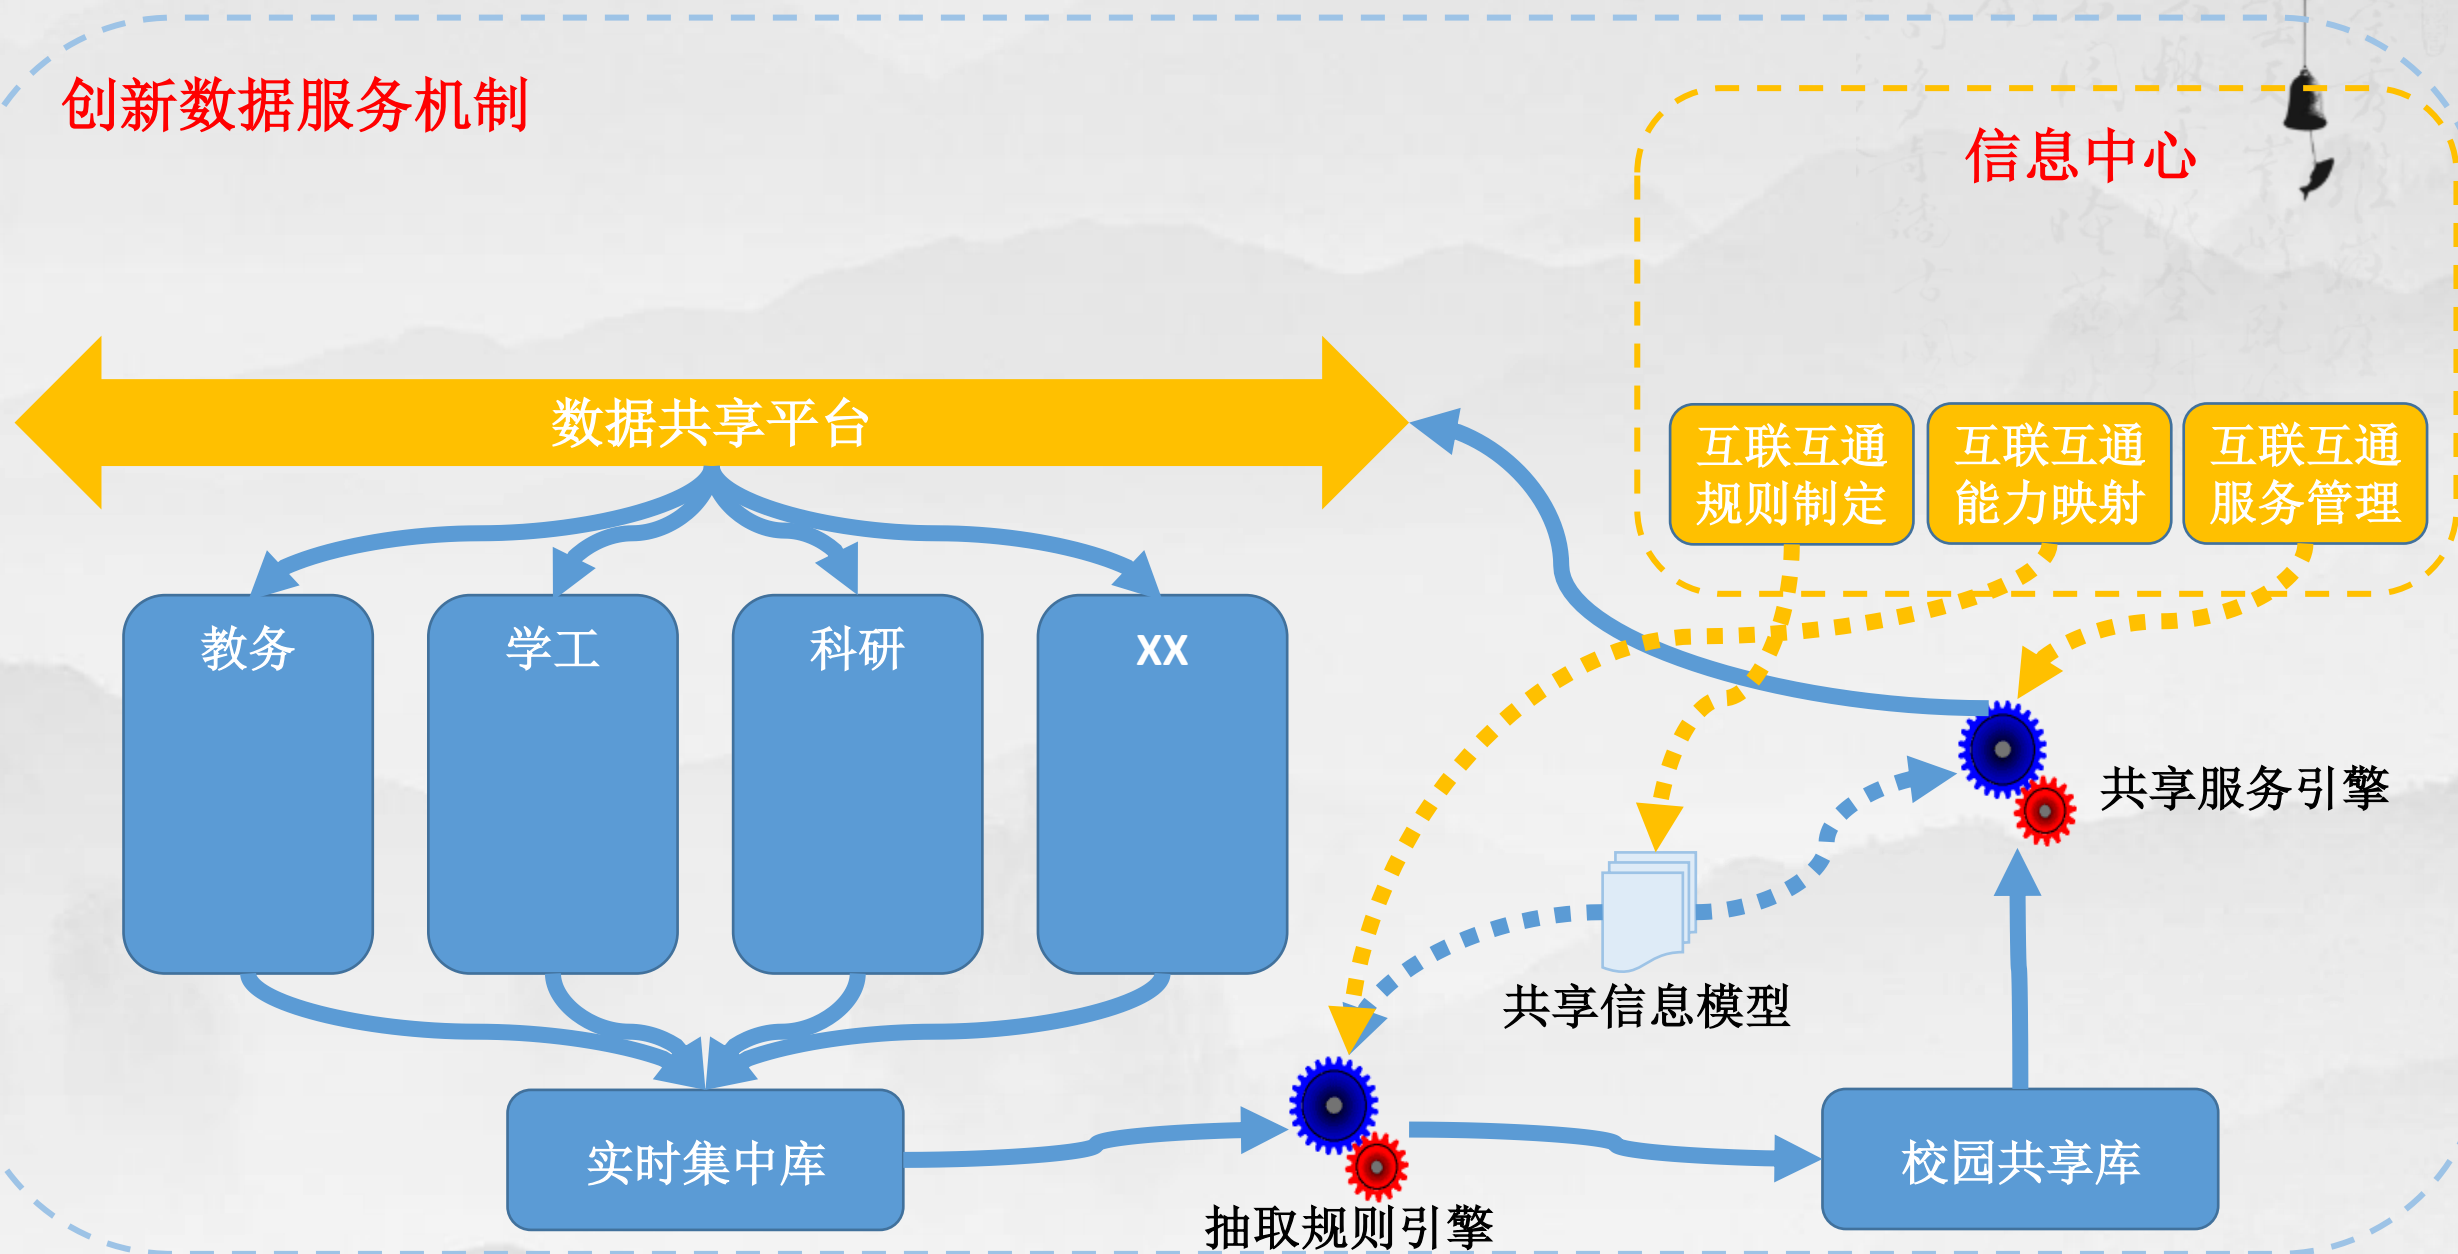 创新数据服务机制
信息中心
数据共享平台
互联互通
规则制定
互联互通
能力映射
互联互通
服务管理
教务
学工
科研
XX
共享服务引擎
共享信息模型
实时集中库
校园共享库
抽取规则引擎